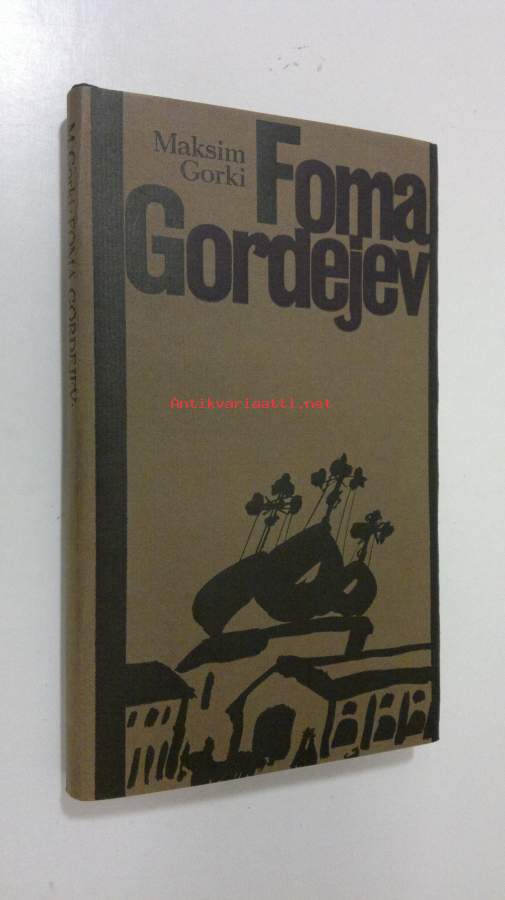 Maksim
Gorki
Foma
Gordejev
Antikvariaatti.net
M. Gorki FOMA GORDEJEV